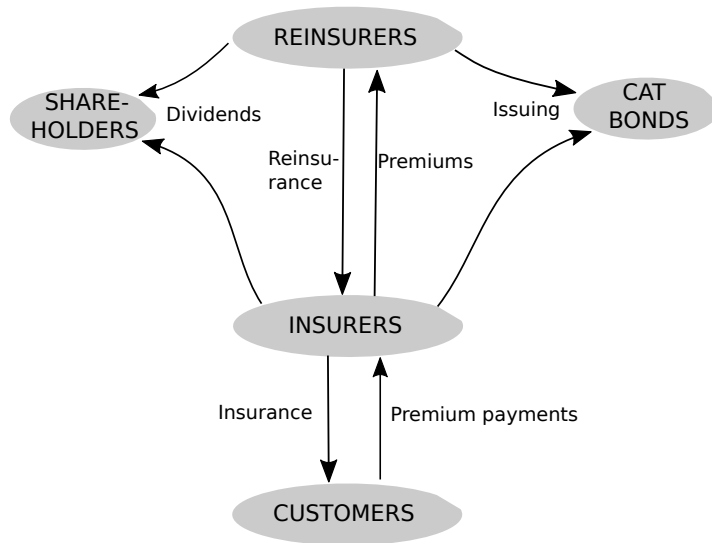 REINSURERS
SHARE-
HOLDERS
Dividends
Issuing
CAT
BONDS
Reinsu-
rance
Premiums
INSURERS
Insurance
Premium payments
CUSTOMERS